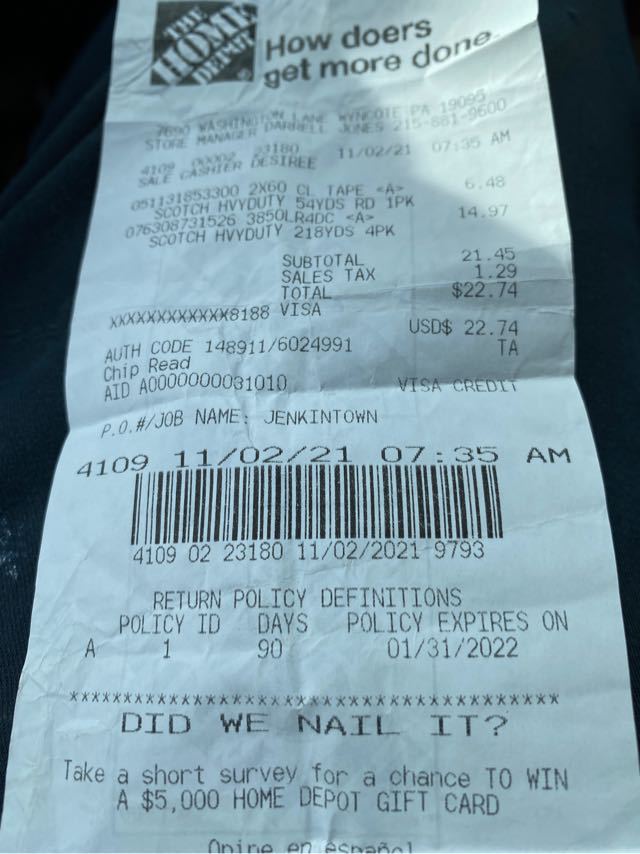 THE
HOME
DEPOT
How doers
get more done.
7690 WASHINGTON LANE WYNCOTE PA 19095
STORE MANAGER DARRELL JONES 215-881-9600
4109 00002 23180 11/02/21 07:35 AM
SALE CASHIER DESIREE
051131853300 2X60 CL TAPE <A> 6.48
SCOTCH HVYDUTY 54YDS RD 1PK
076308731526 3850LR4DC <A> 14.97
SCOTCH HVYDUTY 218YDS 4PK
SUBTOTAL 21.45
SALES TAX 1.29
TOTAL $22.74
XXXXXXXXXXXX8188 VISA
USD$ 22.74
AUTH CODE 148911/6024991 TA
Chip Read
AID A0000000031010 VISA CREDIT
P.O.#/JOB NAME: JENKINTOWN
4109 11/02/21 07:35 AM
4109 02 23180 11/02/2021 9793
RETURN POLICY DEFINITIONS
POLICY ID DAYS POLICY EXPIRES ON
A 1 90 01/31/2022
*******************************************
DID WE NAIL IT?
Take a short survey for a chance TO WIN
A $5,000 HOME DEPOT GIFT CARD
Opine en español